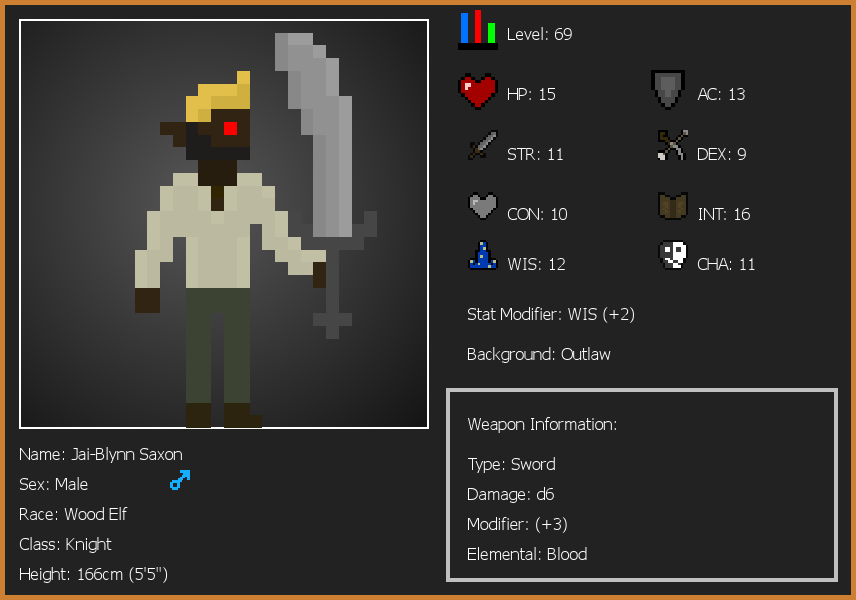 Level: 69
HP: 15
AC: 13
STR: 11
DEX: 9
CON: 10
INT: 16
WIS: 12
CHA: 11
Stat Modifier: WIS (+2)
Background: Outlaw
Weapon Information:
Type: Sword
Damage: d6
Modifier: (+3)
Elemental: Blood
Name: Jai-Blynn Saxon
Sex: Male
Race: Wood Elf
Class: Knight
Height: 166cm (5'5")